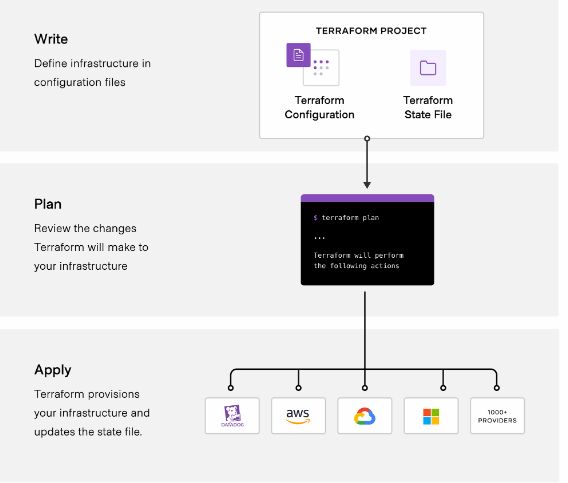 Write
Define infrastructure in
configuration files
TERRAFORM PROJECT
Terraform
Configuration
Terraform
State File
Plan
Review the changes
Terraform will make to
your infrastructure
$ terraform plan
...
Terraform will perform
the following actions
Apply
Terraform provisions
your infrastructure and
updates the state file.
DATADOG
aws
1000+
PROVIDERS